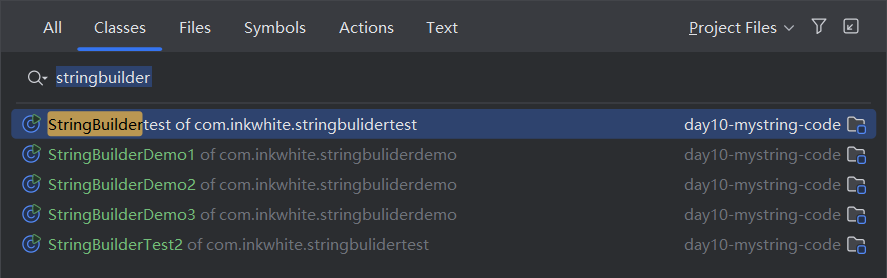 All Classes Files Symbols Actions Text Project Files
stringbuilder
StringBuildertest of com.inkwhite.stringbulidertest day10-mystring-code
StringBuilderDemo1 of com.inkwhite.stringbuliderdemo day10-mystring-code
StringBuilderDemo2 of com.inkwhite.stringbuliderdemo day10-mystring-code
StringBuilderDemo3 of com.inkwhite.stringbuliderdemo day10-mystring-code
StringBuilderTest2 of com.inkwhite.stringbulidertest day10-mystring-code